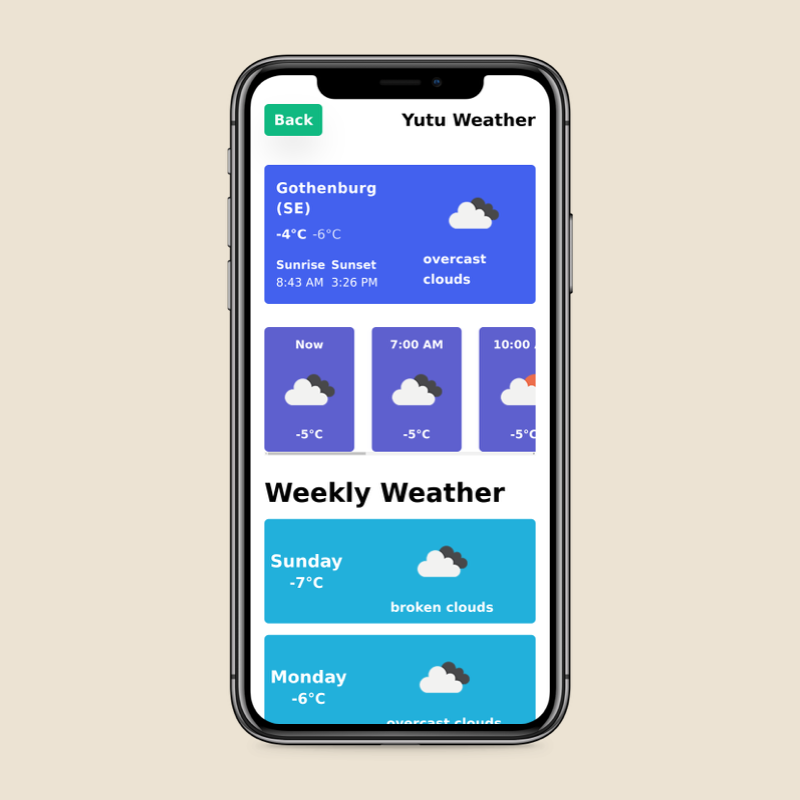 Back
Yutu Weather
Gothenburg
(SE)
-4°C -6°C
Sunrise Sunset
8:43 AM 3:26 PM
overcast
clouds
Now
7:00 AM
10:00
-5°C
-5°C
-5°C
Weekly Weather
Sunday
-7°C
broken clouds
Monday
-6°C
overcast clouds